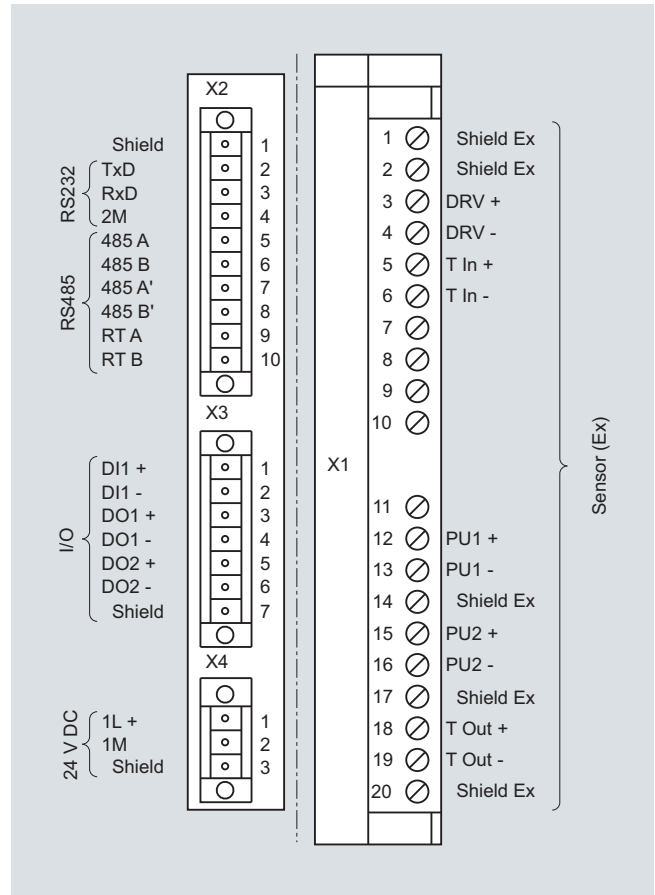 X2
Shield 1
TxD 2
RxD 3
2M 4
RS232
485 A 5
485 B 6
485 A' 7
485 B' 8
RT A 9
RT B 10
RS485
X3
DI1 + 1
DI1 - 2
DO1 + 3
DO1 - 4
DO2 + 5
DO2 - 6
Shield 7
I/O
X4
1L + 1
1M 2
Shield 3
24 V DC
X1
1 Shield Ex
2 Shield Ex
3 DRV +
4 DRV -
5 T In +
6 T In -
7
8
9
10
11
12 PU1 +
13 PU1 -
14 Shield Ex
15 PU2 +
16 PU2 -
17 Shield Ex
18 T Out +
19 T Out -
20 Shield Ex
Sensor (Ex)